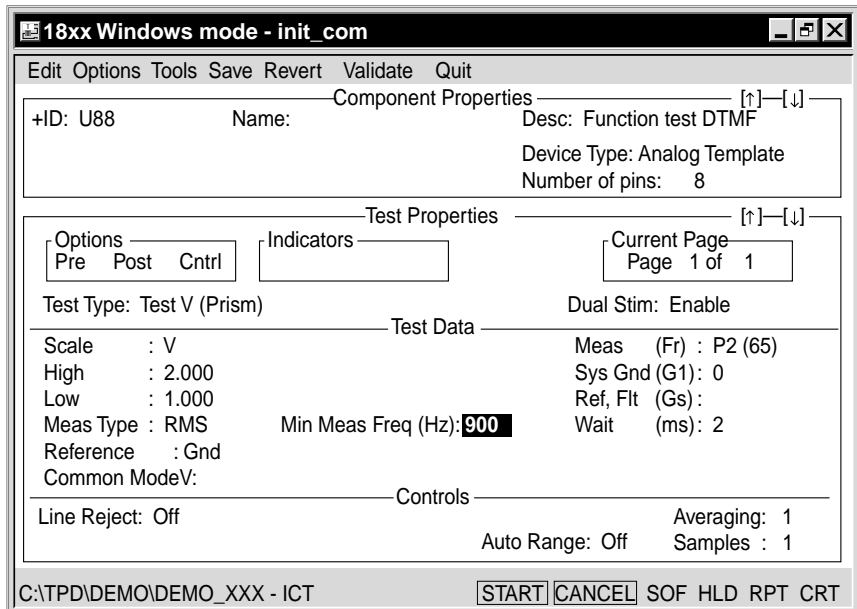 18xx Windows mode - init_com
Edit Options Tools Save Revert Validate Quit
Component Properties [↑]—[↓]
+ID: U88 Name: Desc: Function test DTMF
Device Type: Analog Template
Number of pins: 8
Test Properties [↑]—[↓]
Options Indicators Current Page
Pre Post Cntrl Page 1 of 1
Test Type: Test V (Prism) Dual Stim: Enable
Test Data
Scale : V Meas (Fr) : P2 (65)
High : 2.000 Sys Gnd (G1): 0
Low : 1.000 Ref, Flt (Gs) :
Meas Type : RMS Min Meas Freq (Hz): 900 Wait (ms): 2
Reference : Gnd
Common ModeV:
Controls
Line Reject: Off Averaging: 1
Auto Range: Off Samples : 1
C:\TPD\DEMO\DEMO_XXX - ICT START CANCEL SOF HLD RPT CRT